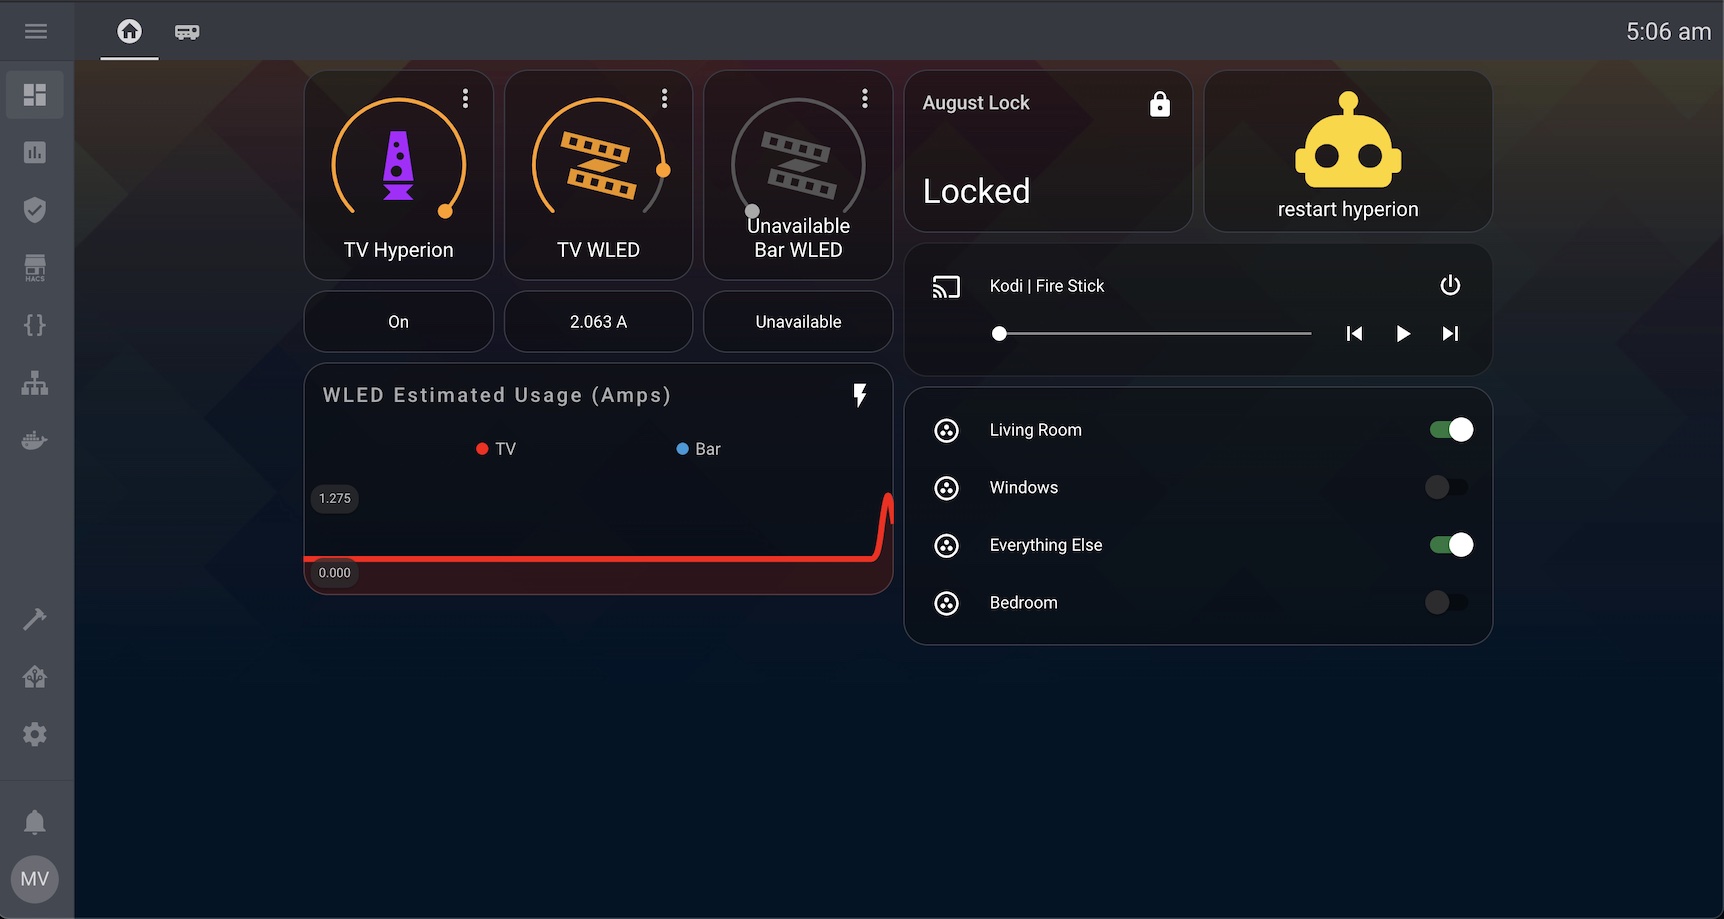 5:06 am
HACS
MV
TV Hyperion
TV WLED
Unavailable
Bar WLED
On
2.063 A
Unavailable
WLED Estimated Usage (Amps)
TV
Bar
1.275
0.000
August Lock
Locked
restart hyperion
Kodi | Fire Stick
Living Room
Windows
Everything Else
Bedroom